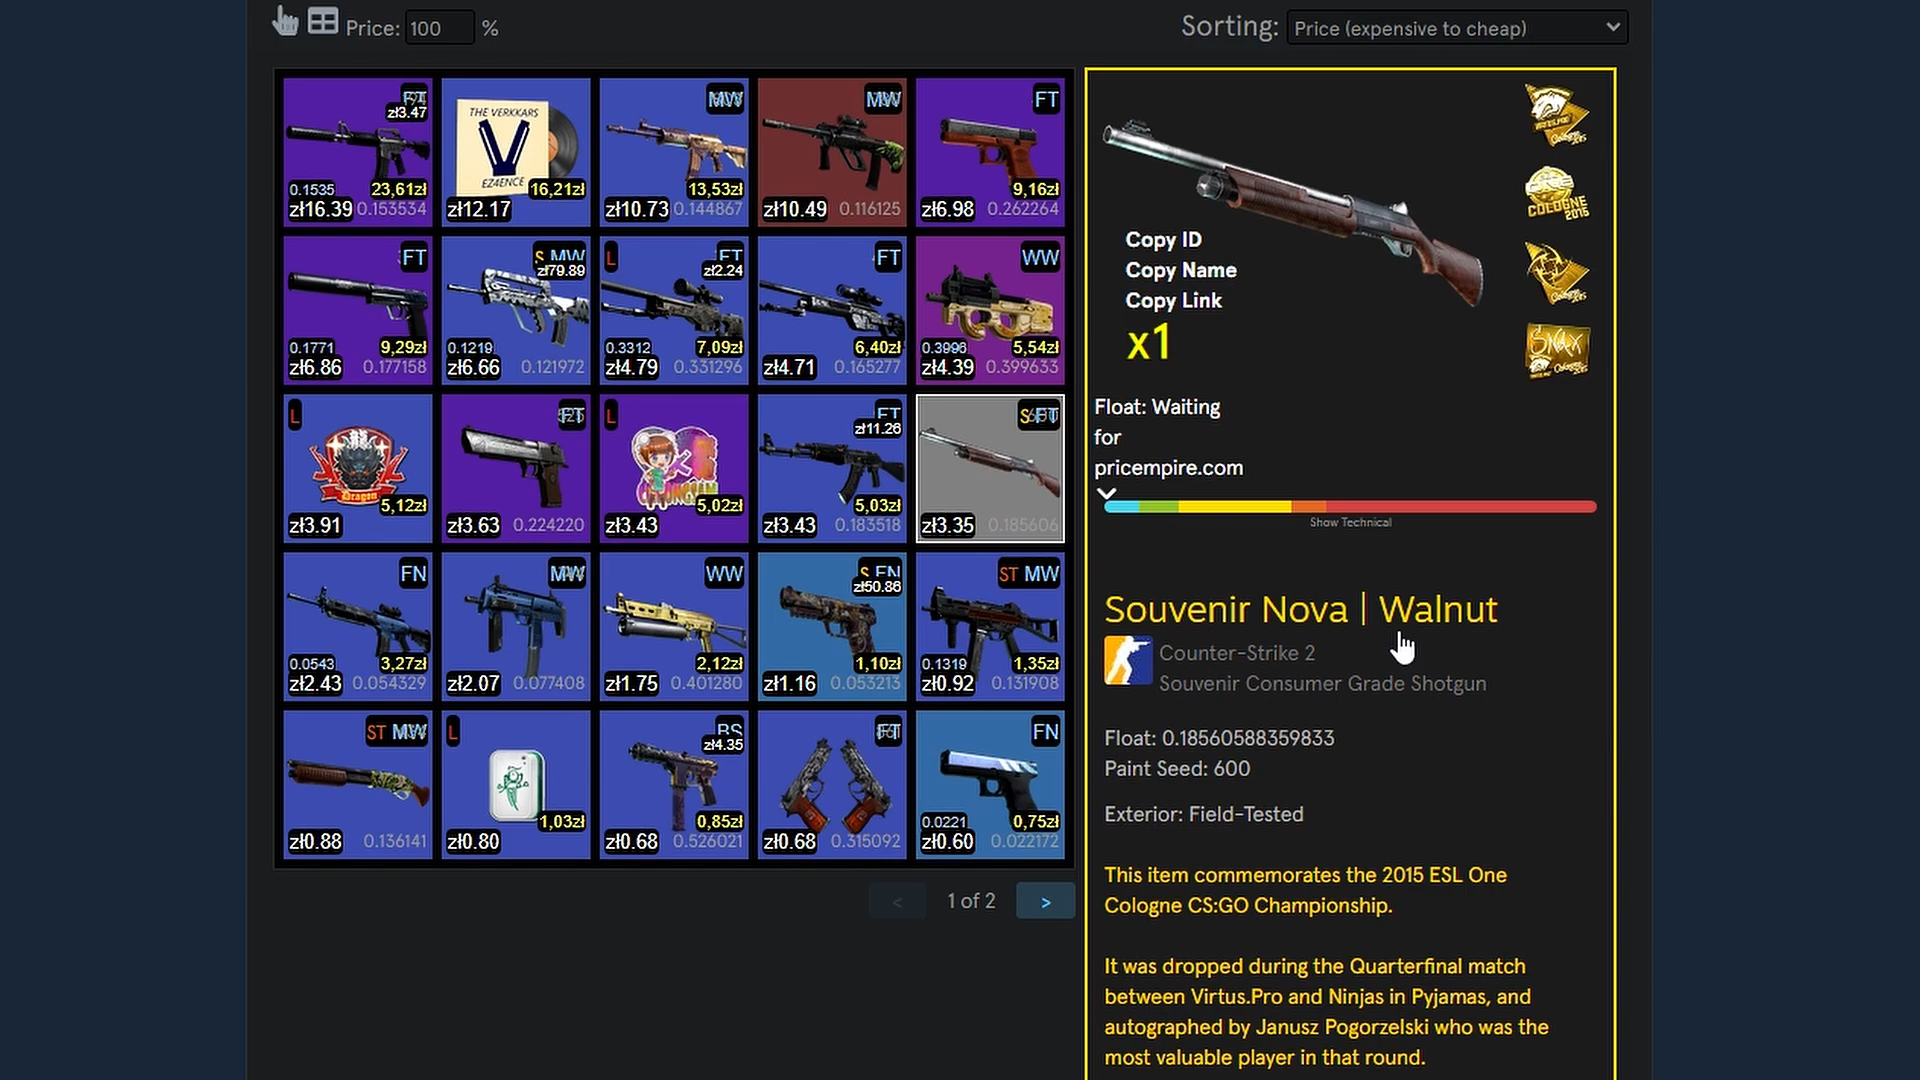 Price: 100 %
Sorting: Price (expensive to cheap)
FT
zł3.47
0.1535 23,61zł
zł16.39 0.153534
THE VERKKARS
EZ4ENCE
16,21zł
zł12.17
MW
13,53zł
zł10.73 0.144867
MW
zł10.49 0.116125
FT
9,16zł
zł6.98 0.262264
FT
0.1771 9,29zł
zł6.86 0.177158
S MW
zł79.89
0.1219
zł6.66 0.121972
L FT
zł2.24
0.3312 7,09zł
zł4.79 0.331296
FT
6,40zł
zł4.71 0.165277
WW
0.3996 5,54zł
zł4.39 0.399633
L
Dragon
5,12zł
zł3.91
FT
zł3.63 0.224220
L
5,02zł
zł3.43
FT
zł11.26
5,03zł
zł3.43 0.183518
S FT
zł3.35 0.185606
FN
0.0543 3,27zł
zł2.43 0.054329
MW
zł2.07 0.077408
WW
2,12zł
zł1.75 0.401280
S FN
zł50.86
1,10zł
zł1.16 0.053213
ST MW
0.1319 1,35zł
zł0.92 0.131908
ST MW
zł0.88 0.136141
L
1,03zł
zł0.80
BS
zł4.35
0,85zł
zł0.68 0.526021
FT
zł0.68 0.315092
FN
0.0221 0,75zł
zł0.60 0.022172
< 1 of 2 >
Cologne
COLOGNE
2015
Cologne 2015
Cologne 2015
Copy ID
Copy Name
Copy Link
x1
Float: Waiting
for
pricempire.com
Show Technical
Souvenir Nova | Walnut
Counter-Strike 2
Souvenir Consumer Grade Shotgun
Float: 0.18560588359833
Paint Seed: 600
Exterior: Field-Tested
This item commemorates the 2015 ESL One
Cologne CS:GO Championship.
It was dropped during the Quarterfinal match
between Virtus.Pro and Ninjas in Pyjamas, and
autographed by Janusz Pogorzelski who was the
most valuable player in that round.